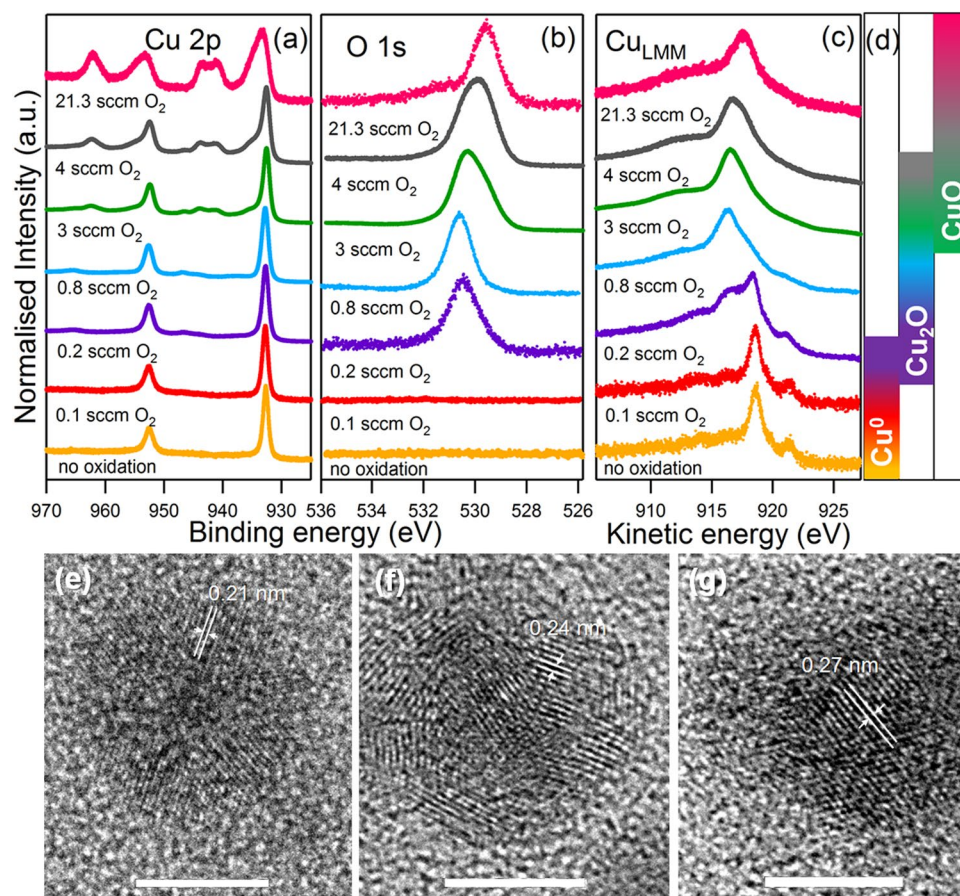 Normalised Intensity (a.u.)
Cu 2p
(a)
21.3 sccm O₂
4 sccm O₂
3 sccm O₂
0.8 sccm O₂
0.2 sccm O₂
0.1 sccm O₂
no oxidation
970 960 950 940 930
Binding energy (eV)
O 1s
(b)
21.3 sccm O₂
4 sccm O₂
3 sccm O₂
0.8 sccm O₂
0.2 sccm O₂
0.1 sccm O₂
no oxidation
536 534 532 530 528 526
Cu_LMM
(c)
21.3 sccm O₂
4 sccm O₂
3 sccm O₂
0.8 sccm O₂
0.2 sccm O₂
0.1 sccm O₂
no oxidation
910 915 920 925
Kinetic energy (eV)
(d)
Cu⁰
Cu₂O
CuO
(e)
0.21 nm
(f)
0.24 nm
(g)
0.27 nm